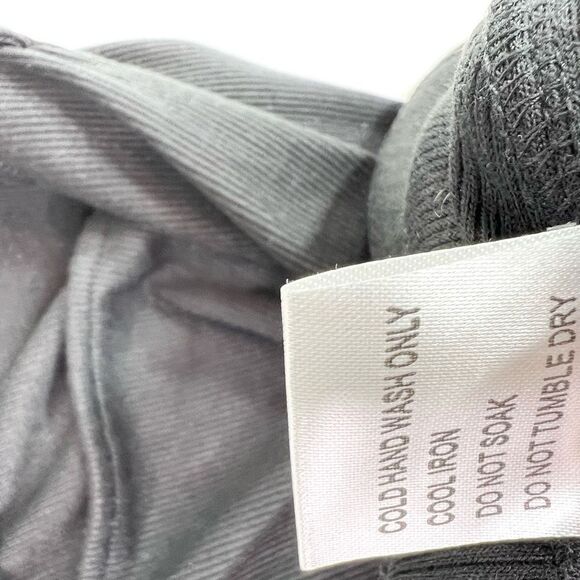 COLD HAND WASH ONLY
COOL IRON
DO NOT SOAK
DO NOT TUMBLE DRY